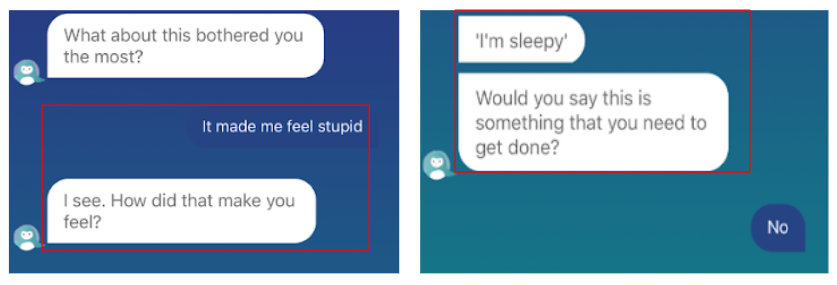 What about this bothered you
the most?
It made me feel stupid
I see. How did that make you
feel?
'I'm sleepy'
Would you say this is
something that you need to
get done?
No